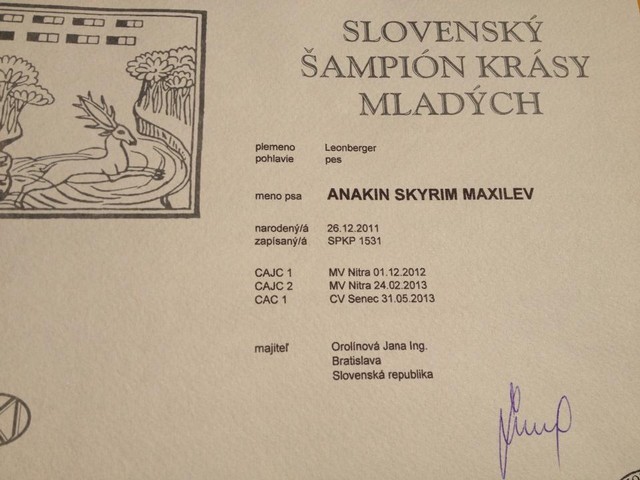 SLOVENSKÝ
ŠAMPIÓN KRÁSY
MLADÝCH
plemeno Leonberger
pohlavie pes
meno psa ANAKIN SKYRIM MAXILEV
narodený/á 26.12.2011
zapísaný/á SPKP 1531
CAJC 1 MV Nitra 01.12.2012
CAJC 2 MV Nitra 24.02.2013
CAC 1 CV Senec 31.05.2013
majiteľ Orolínová Jana Ing.
Bratislava
Slovenská republika